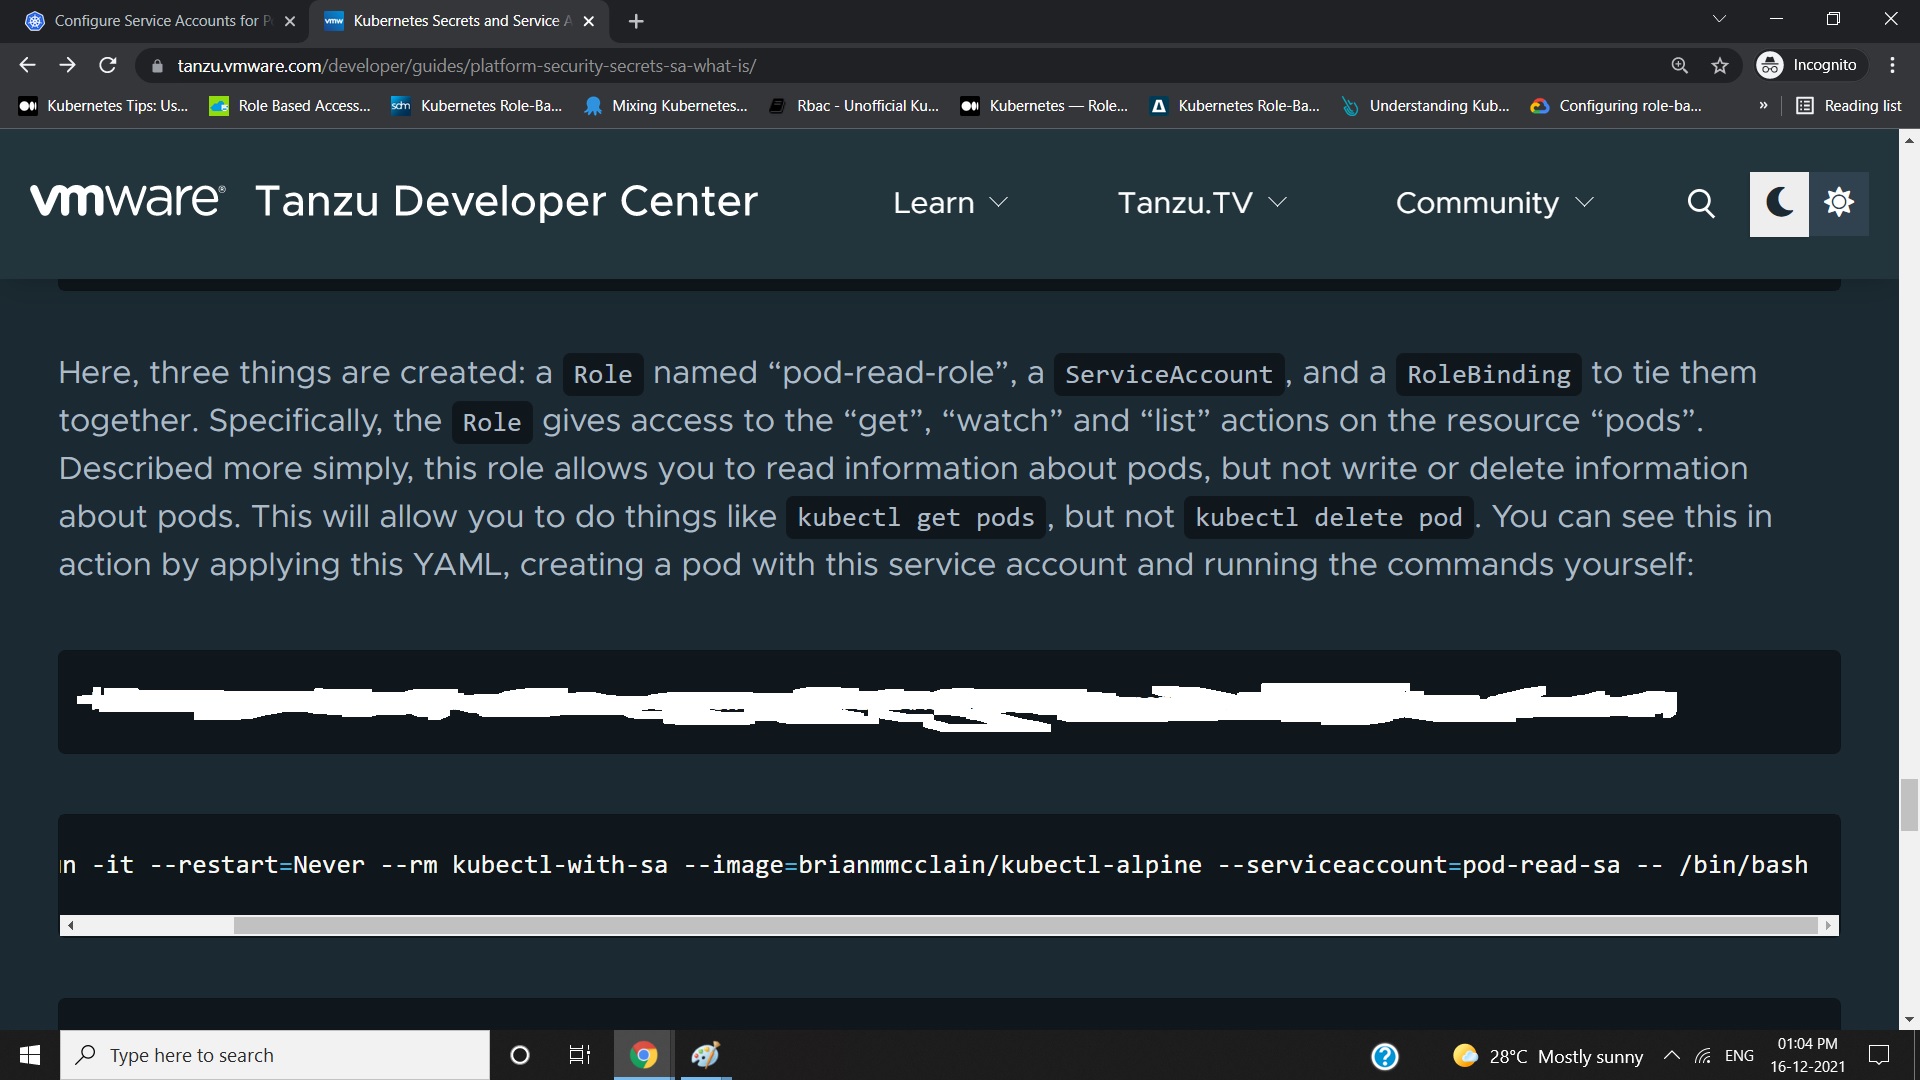 Configure Service Accounts for P
Kubernetes Secrets and Service A
tanzu.vmware.com/developer/guides/platform-security-secrets-sa-what-is/
Incognito
Kubernetes Tips: Us...
Role Based Access...
sdm
Kubernetes Role-Ba...
Mixing Kubernetes...
Rbac - Unofficial Ku...
Kubernetes — Role...
Kubernetes Role-Ba...
Understanding Kub...
Configuring role-ba...
»
Reading list
vmware® Tanzu Developer Center
Learn
Tanzu.TV
Community
Here, three things are created: a Role named “pod-read-role”, a ServiceAccount, and a RoleBinding to tie them
together. Specifically, the Role gives access to the “get”, “watch” and “list” actions on the resource “pods”.
Described more simply, this role allows you to read information about pods, but not write or delete information
about pods. This will allow you to do things like kubectl get pods, but not kubectl delete pod. You can see this in
action by applying this YAML, creating a pod with this service account and running the commands yourself:
n -it --restart=Never --rm kubectl-with-sa --image=brianmmcclain/kubectl-alpine --serviceaccount=pod-read-sa -- /bin/bash
Type here to search
28°C Mostly sunny
ENG
01:04 PM
16-12-2021